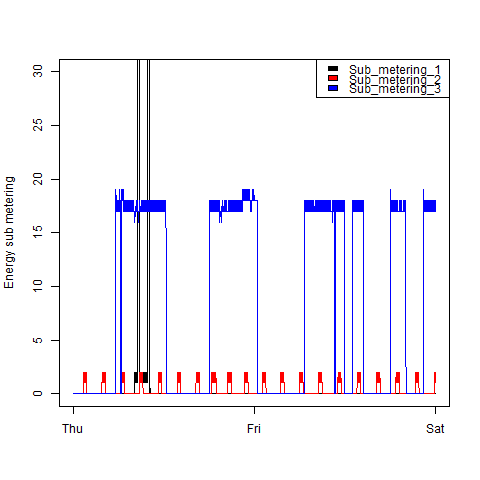 Sub_metering_1
Sub_metering_2
Sub_metering_3
Energy sub metering
30
25
20
15
10
5
0
Thu Fri Sat